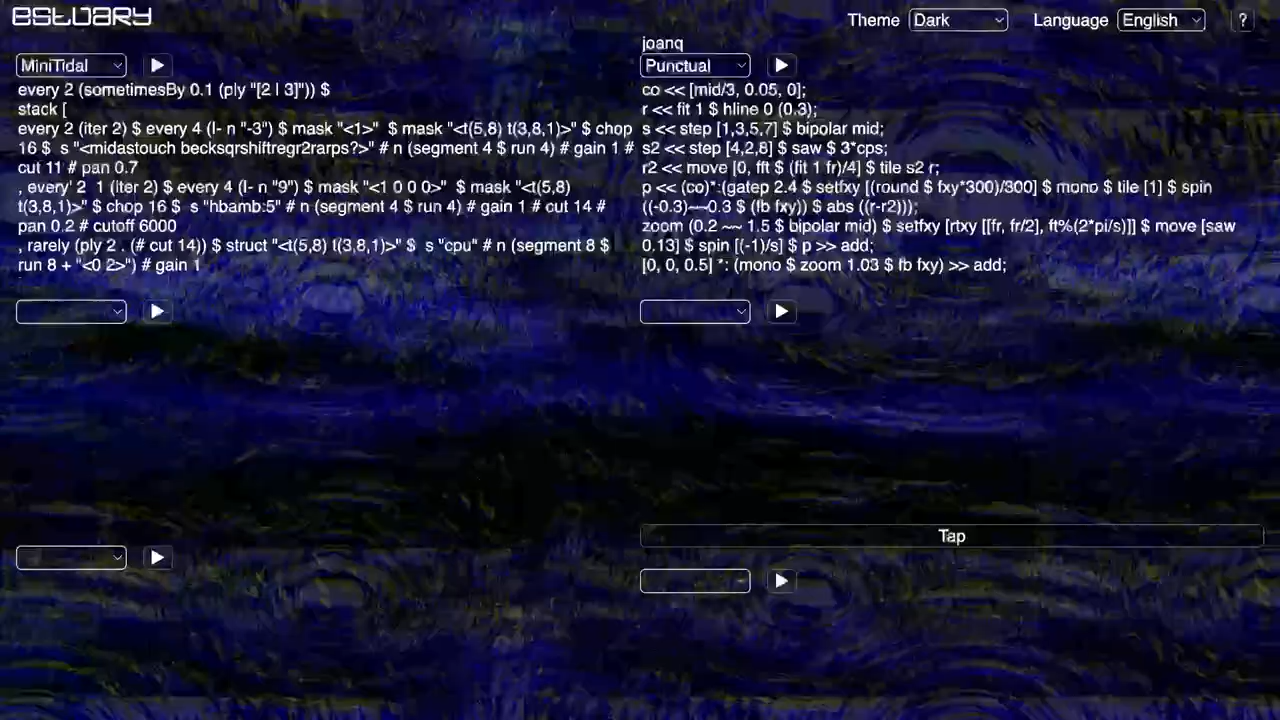 ESTUARY
Theme Dark Language English ?
MiniTidal
every 2 (sometimesBy 0.1 (ply "[2 | 3]")) $
stack [
every 2 (iter 2) $ every 4 (|- n "-3") $ mask "<1>"  $ mask "<t(5,8) t(3,8,1)>" $ chop
16 $  s "<midastouch becksqrshiftregr2rarps?>" # n (segment 4 $ run 4) # gain 1 #
cut 11 # pan 0.7
, every' 2  1 (iter 2) $ every 4 (|- n "9") $ mask "<1 0 0 0>"  $ mask "<t(5,8)
t(3,8,1)>" $ chop 16 $  s "hbamb:5" # n (segment 4 $ run 4) # gain 1 # cut 14 #
pan 0.2 # cutoff 6000
, rarely (ply 2 . (# cut 14)) $ struct "<t(5,8) t(3,8,1)>" $  s "cpu" # n (segment 8 $
run 8 + "<0 2>") # gain 1
joanq
Punctual
co << [mid/3, 0.05, 0];
r << fit 1 $ hline 0 (0.3);
s << step [1,3,5,7] $ bipolar mid;
s2 << step [4,2,8] $ saw $ 3*cps;
r2 << move [0, fft $ (fit 1 fr)/4] $ tile s2 r;
p << (co)*:(gatep 2.4 $ setfxy [(round $ fxy*300)/300] $ mono $ tile [1] $ spin
((-0.3)~~0.3 $ (fb fxy)) $ abs ((r-r2)));
zoom (0.2 ~~ 1.5 $ bipolar mid) $ setfxy [rtxy [[fr, fr/2], ft%(2*pi/s)]] $ move [saw
0.13] $ spin [(-1)/s] $ p >> add;
[0, 0, 0.5] *: (mono $ zoom 1.03 $ fb fxy) >> add;
Tap